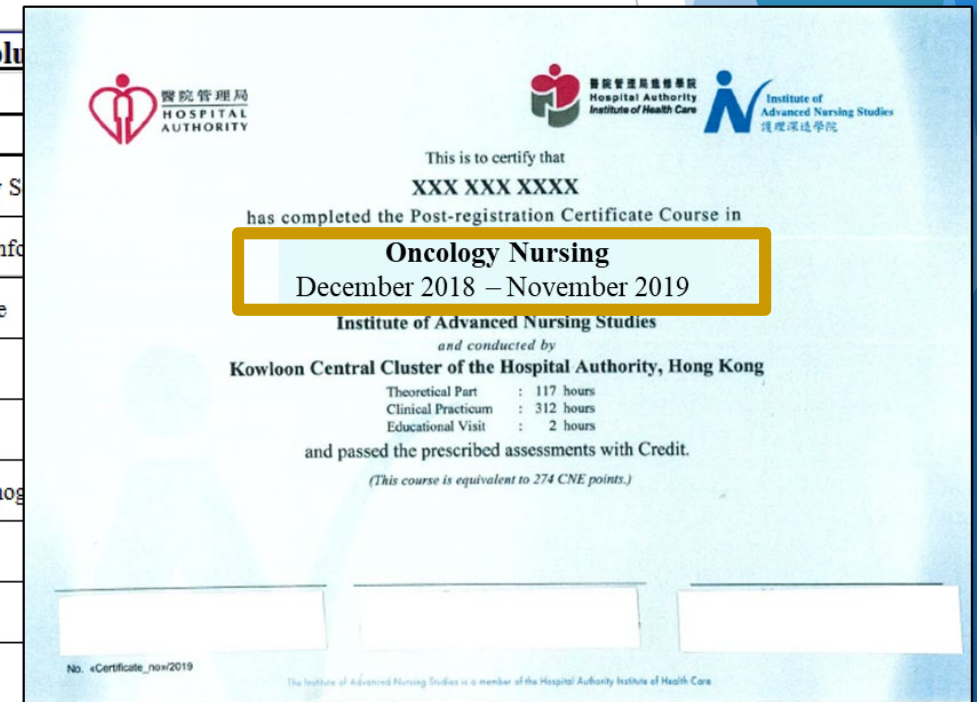 醫院管理局
HOSPITAL
AUTHORITY
醫院管理局進修學院
Hospital Authority
Institute of Health Care
Institute of
Advanced Nursing Studies
護理深造學院
This is to certify that
XXX XXX XXXX
has completed the Post-registration Certificate Course in
Oncology Nursing
December 2018 – November 2019
Institute of Advanced Nursing Studies
and conducted by
Kowloon Central Cluster of the Hospital Authority, Hong Kong
Theoretical Part : 117 hours
Clinical Practicum : 312 hours
Educational Visit : 2 hours
and passed the prescribed assessments with Credit.
(This course is equivalent to 274 CNE points.)
No. «Certificate_no»/2019
The Institute of Advanced Nursing Studies is a member of the Hospital Authority Institute of Health Care